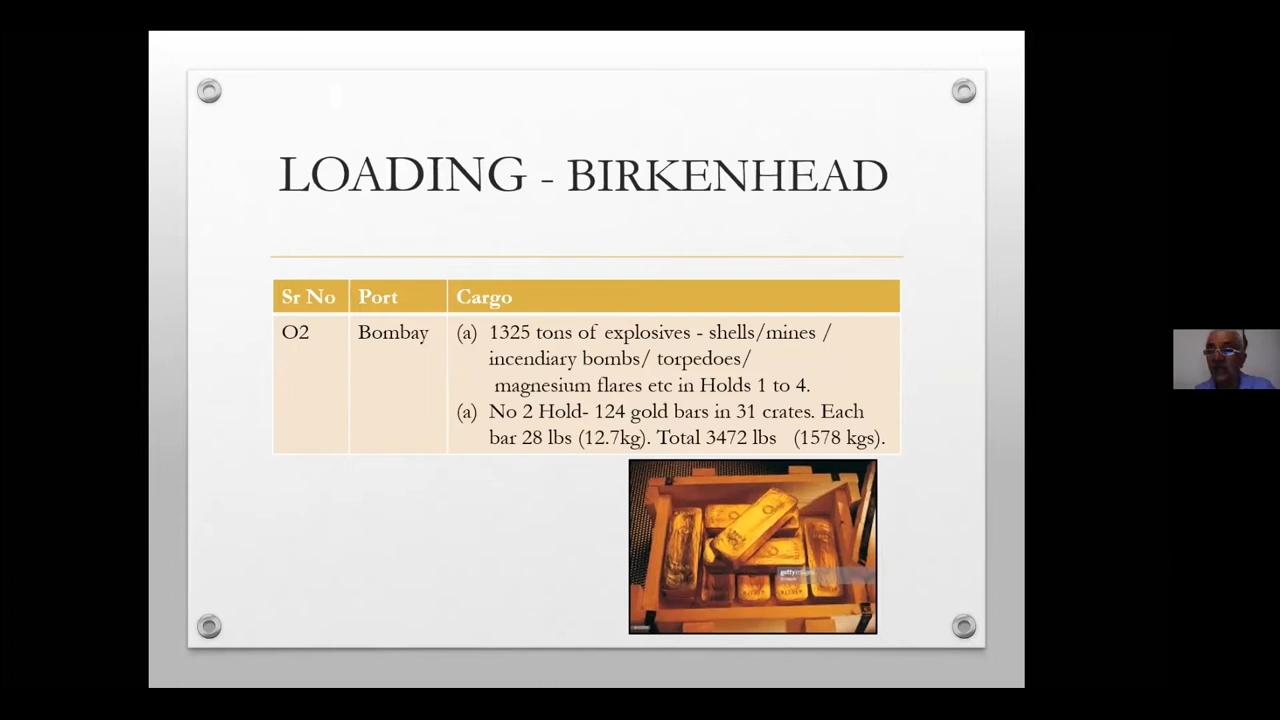 LOADING - BIRKENHEAD
Sr No Port Cargo
O2 Bombay (a) 1325 tons of explosives - shells/mines /
incendiary bombs/ torpedoes/
magnesium flares etc in Holds 1 to 4.
(a) No 2 Hold- 124 gold bars in 31 crates. Each
bar 28 lbs (12.7kg). Total 3472 lbs (1578 kgs).
gettyimages